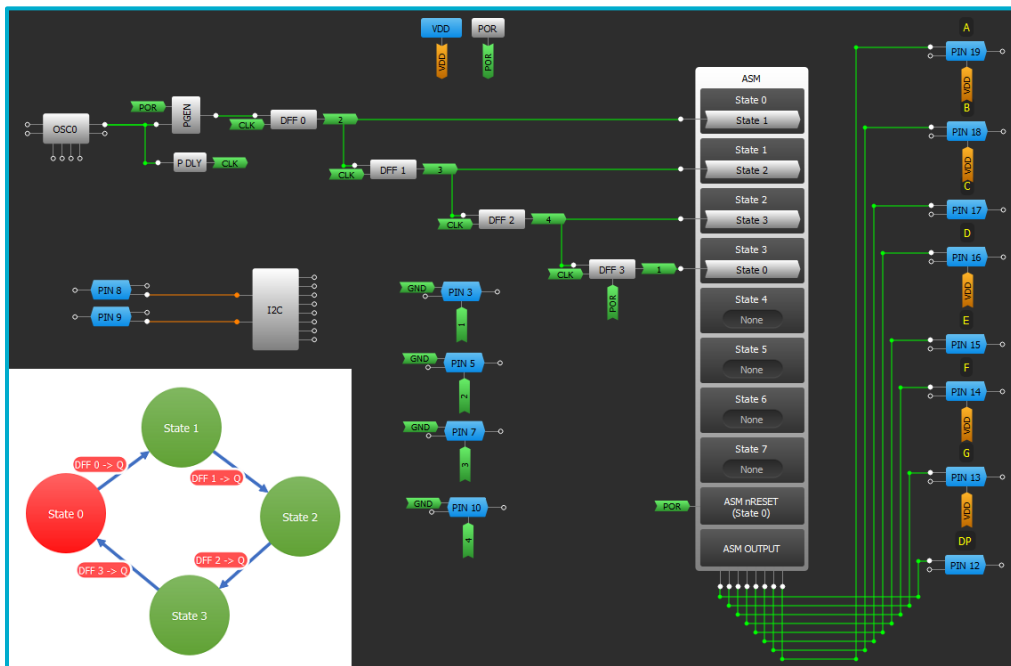 VDD
POR
VDD
POR
A
PIN 19
VDD
B
PIN 18
VDD
C
PIN 17
D
PIN 16
VDD
E
PIN 15
F
PIN 14
VDD
G
PIN 13
VDD
DP
PIN 12
OSC0
POR
PGEN
P DLY
CLK
CLK
DFF 0
2
CLK
DFF 1
3
CLK
DFF 2
4
CLK
DFF 3
1
POR
ASM
State 0
State 1
State 1
State 2
State 2
State 3
State 3
State 0
State 4
None
State 5
None
State 6
None
State 7
None
POR
ASM nRESET
(State 0)
ASM OUTPUT
PIN 8
PIN 9
I2C
GND
PIN 3
1
GND
PIN 5
2
GND
PIN 7
3
GND
PIN 10
4
State 1
DFF 0 -> Q
DFF 1 -> Q
State 0
State 2
DFF 3 -> Q
DFF 2 -> Q
State 3